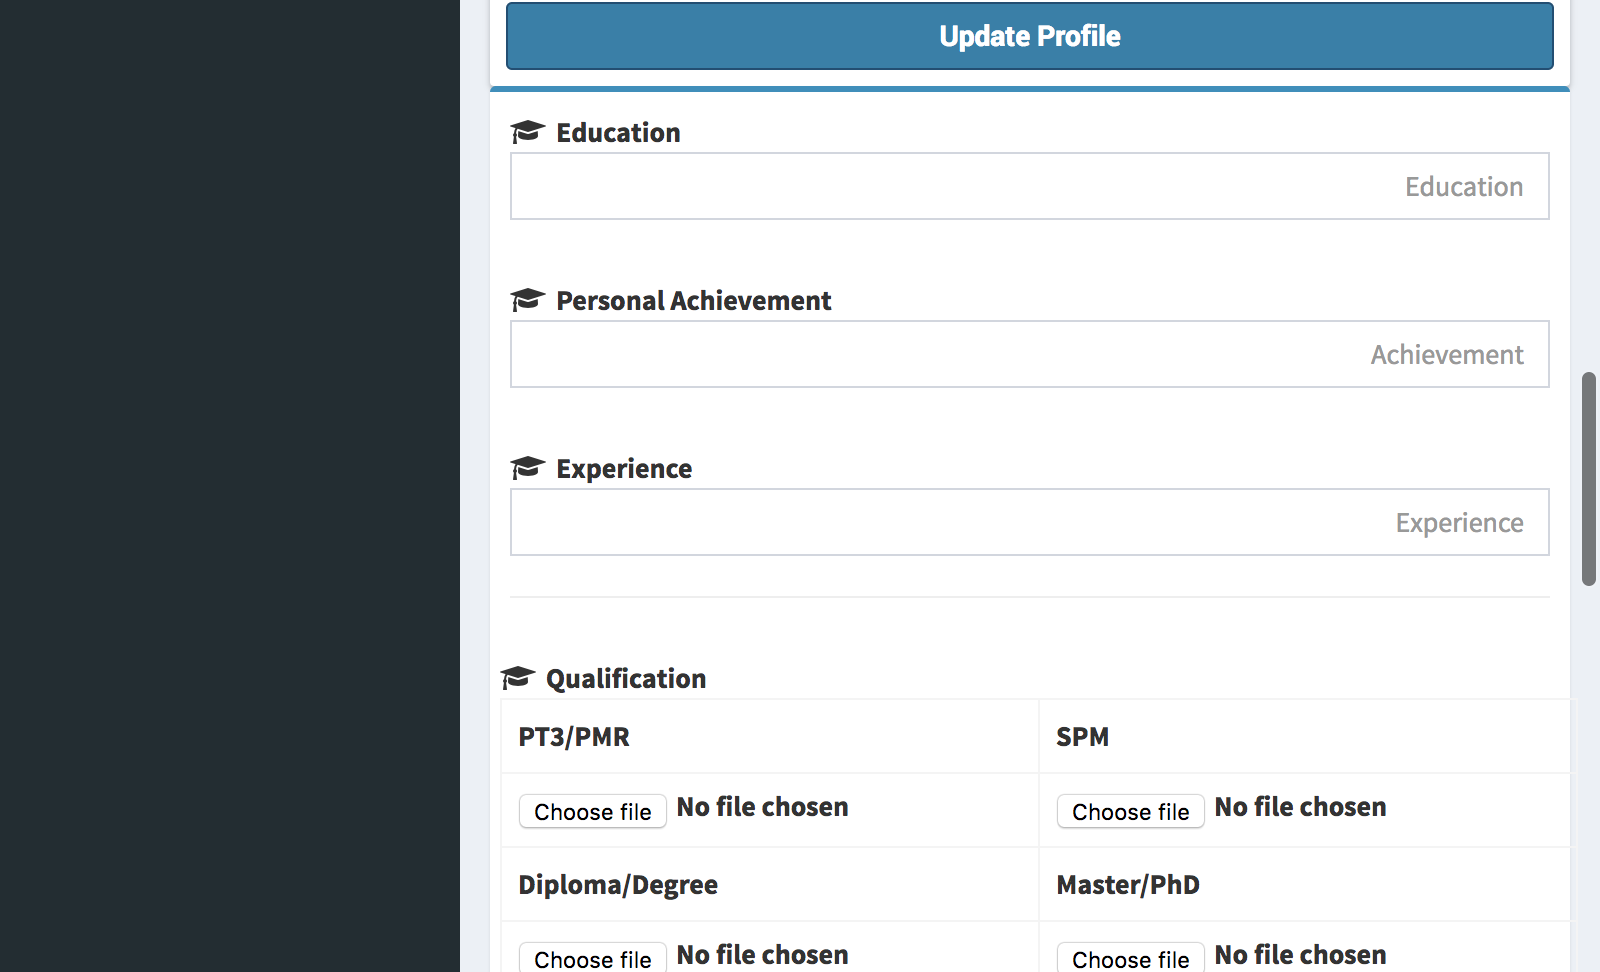 Update Profile
Education
Education
Personal Achievement
Achievement
Experience
Experience
Qualification
PT3/PMR SPM
Choose file No file chosen Choose file No file chosen
Diploma/Degree Master/PhD
Choose file No file chosen Choose file No file chosen